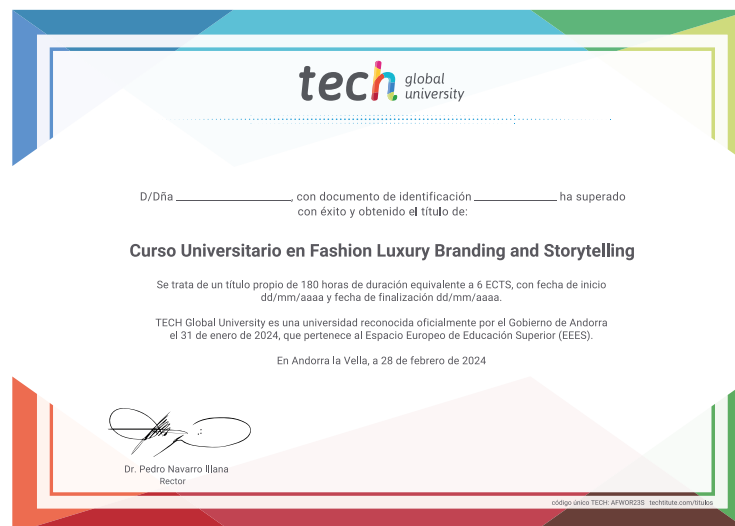 tech global
university
D/Dña ______________, con documento de identificación ______________ ha superado
con éxito y obtenido el título de:
Curso Universitario en Fashion Luxury Branding and Storytelling
Se trata de un título propio de 180 horas de duración equivalente a 6 ECTS, con fecha de inicio
dd/mm/aaaa y fecha de finalización dd/mm/aaaa.
TECH Global University es una universidad reconocida oficialmente por el Gobierno de Andorra
el 31 de enero de 2024, que pertenece al Espacio Europeo de Educación Superior (EEES).
En Andorra la Vella, a 28 de febrero de 2024
Dr. Pedro Navarro Illana
Rector
código único TECH: AFWOR23S techtitute.com/titulos